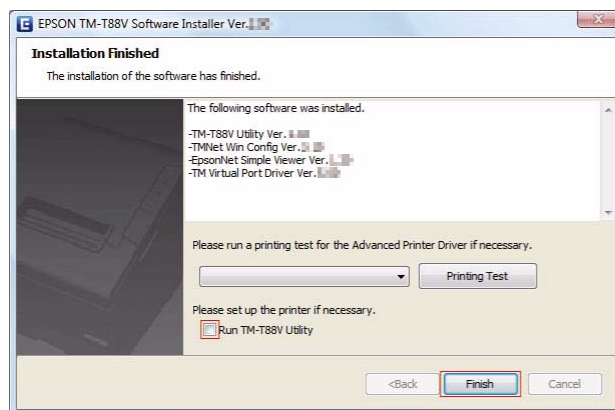 EPSON TM-T88V Software Installer Ver.
Installation Finished
The installation of the software has finished.
The following software was installed.
-TM-T88V Utility Ver.
-TMNet Win Config Ver.
-EpsonNet Simple Viewer Ver.
-TM Virtual Port Driver Ver.
Please run a printing test for the Advanced Printer Driver if necessary.
Printing Test
Please set up the printer if necessary.
Run TM-T88V Utility
<Back Finish Cancel